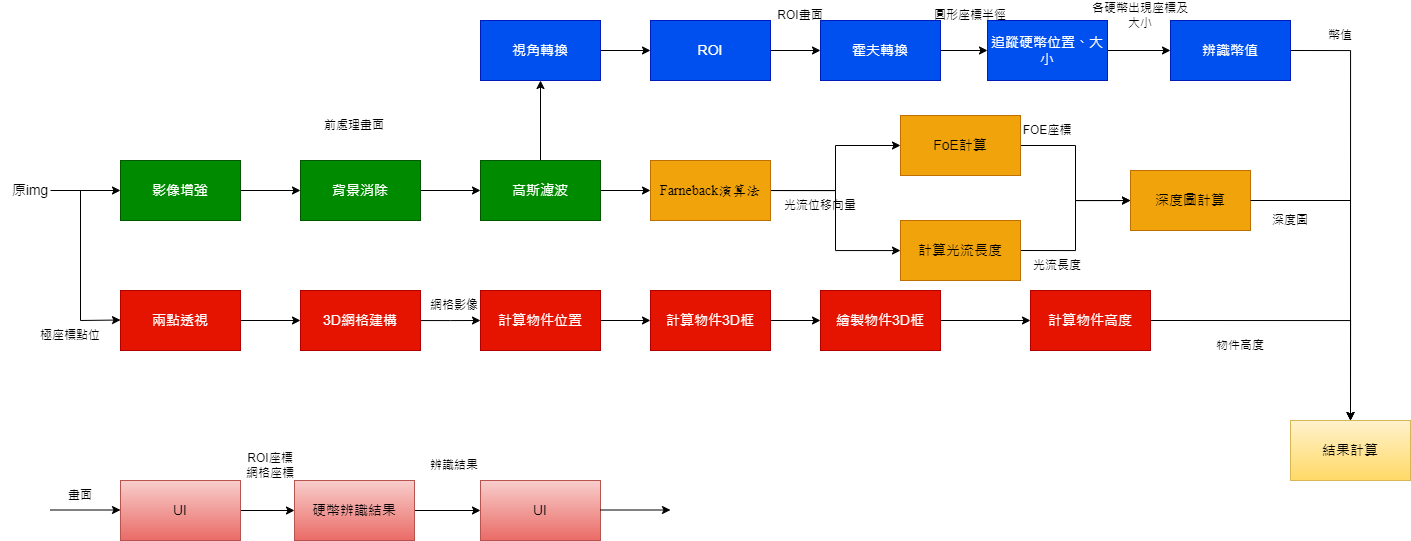 ROI畫面
圓形座標半徑
各硬幣出現座標及
大小
幣值
視角轉換
ROI
霍夫轉換
追蹤硬幣位置、大
小
辨識幣值
前處理畫面
FoE計算
FOE座標
原img
影像增強
背景消除
高斯濾波
Farneback演算法
光流位移向量
深度圖計算
深度圖
計算光流長度
光流長度
極座標點位
兩點透視
3D網格建構
網格影像
計算物件位置
計算物件3D框
繪製物件3D框
計算物件高度
物件高度
結果計算
畫面
UI
ROI座標
網格座標
硬幣辨識結果
辨識結果
UI